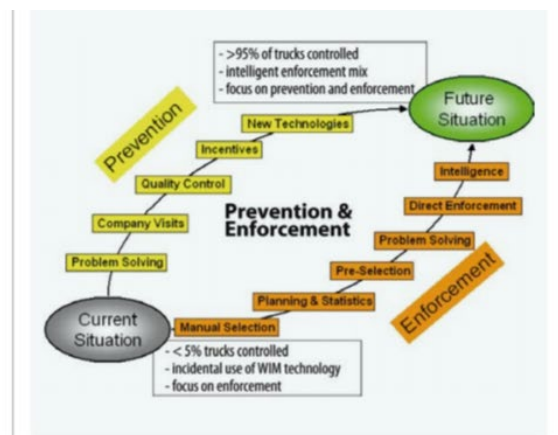 - >95% of trucks controlled
- intelligent enforcement mix
- focus on prevention and enforcement
Future
Situation
Prevention
New Technologies
Incentives
Quality Control
Company Visits
Problem Solving
Prevention &
Enforcement
Intelligence
Direct Enforcement
Problem Solving
Pre-Selection
Planning & Statistics
Manual Selection
Enforcement
Current
Situation
- < 5% trucks controlled
- incidental use of WIM technology
- focus on enforcement